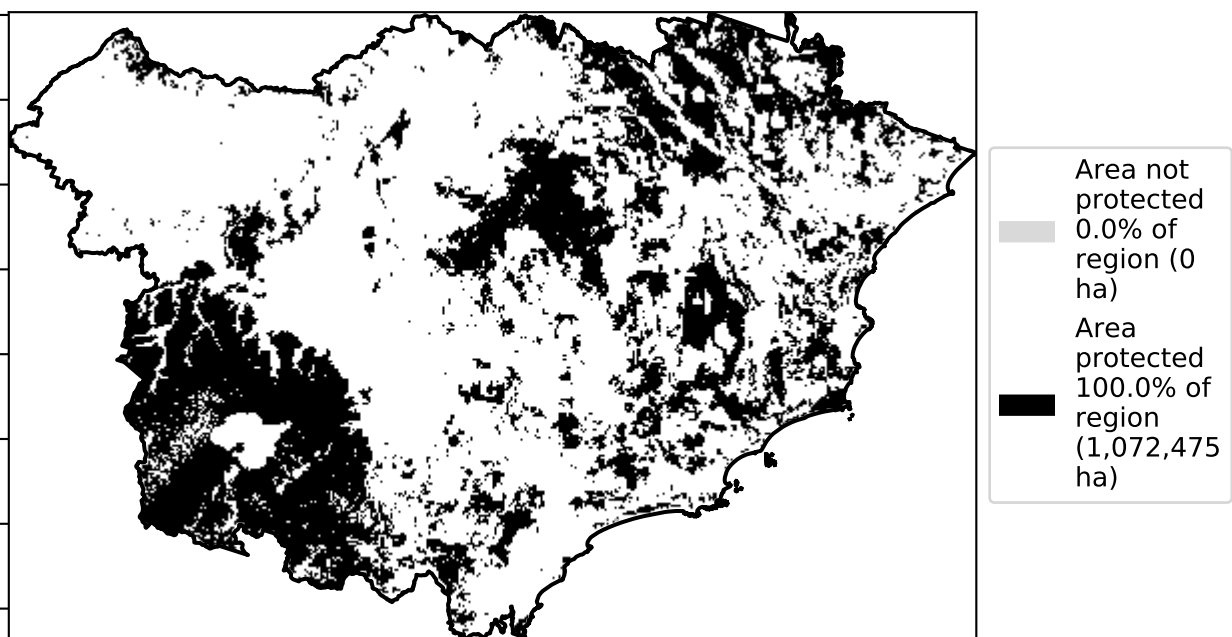 Area not
protected
0.0% of
region (0
ha)
Area
protected
100.0% of
region
(1,072,475
ha)